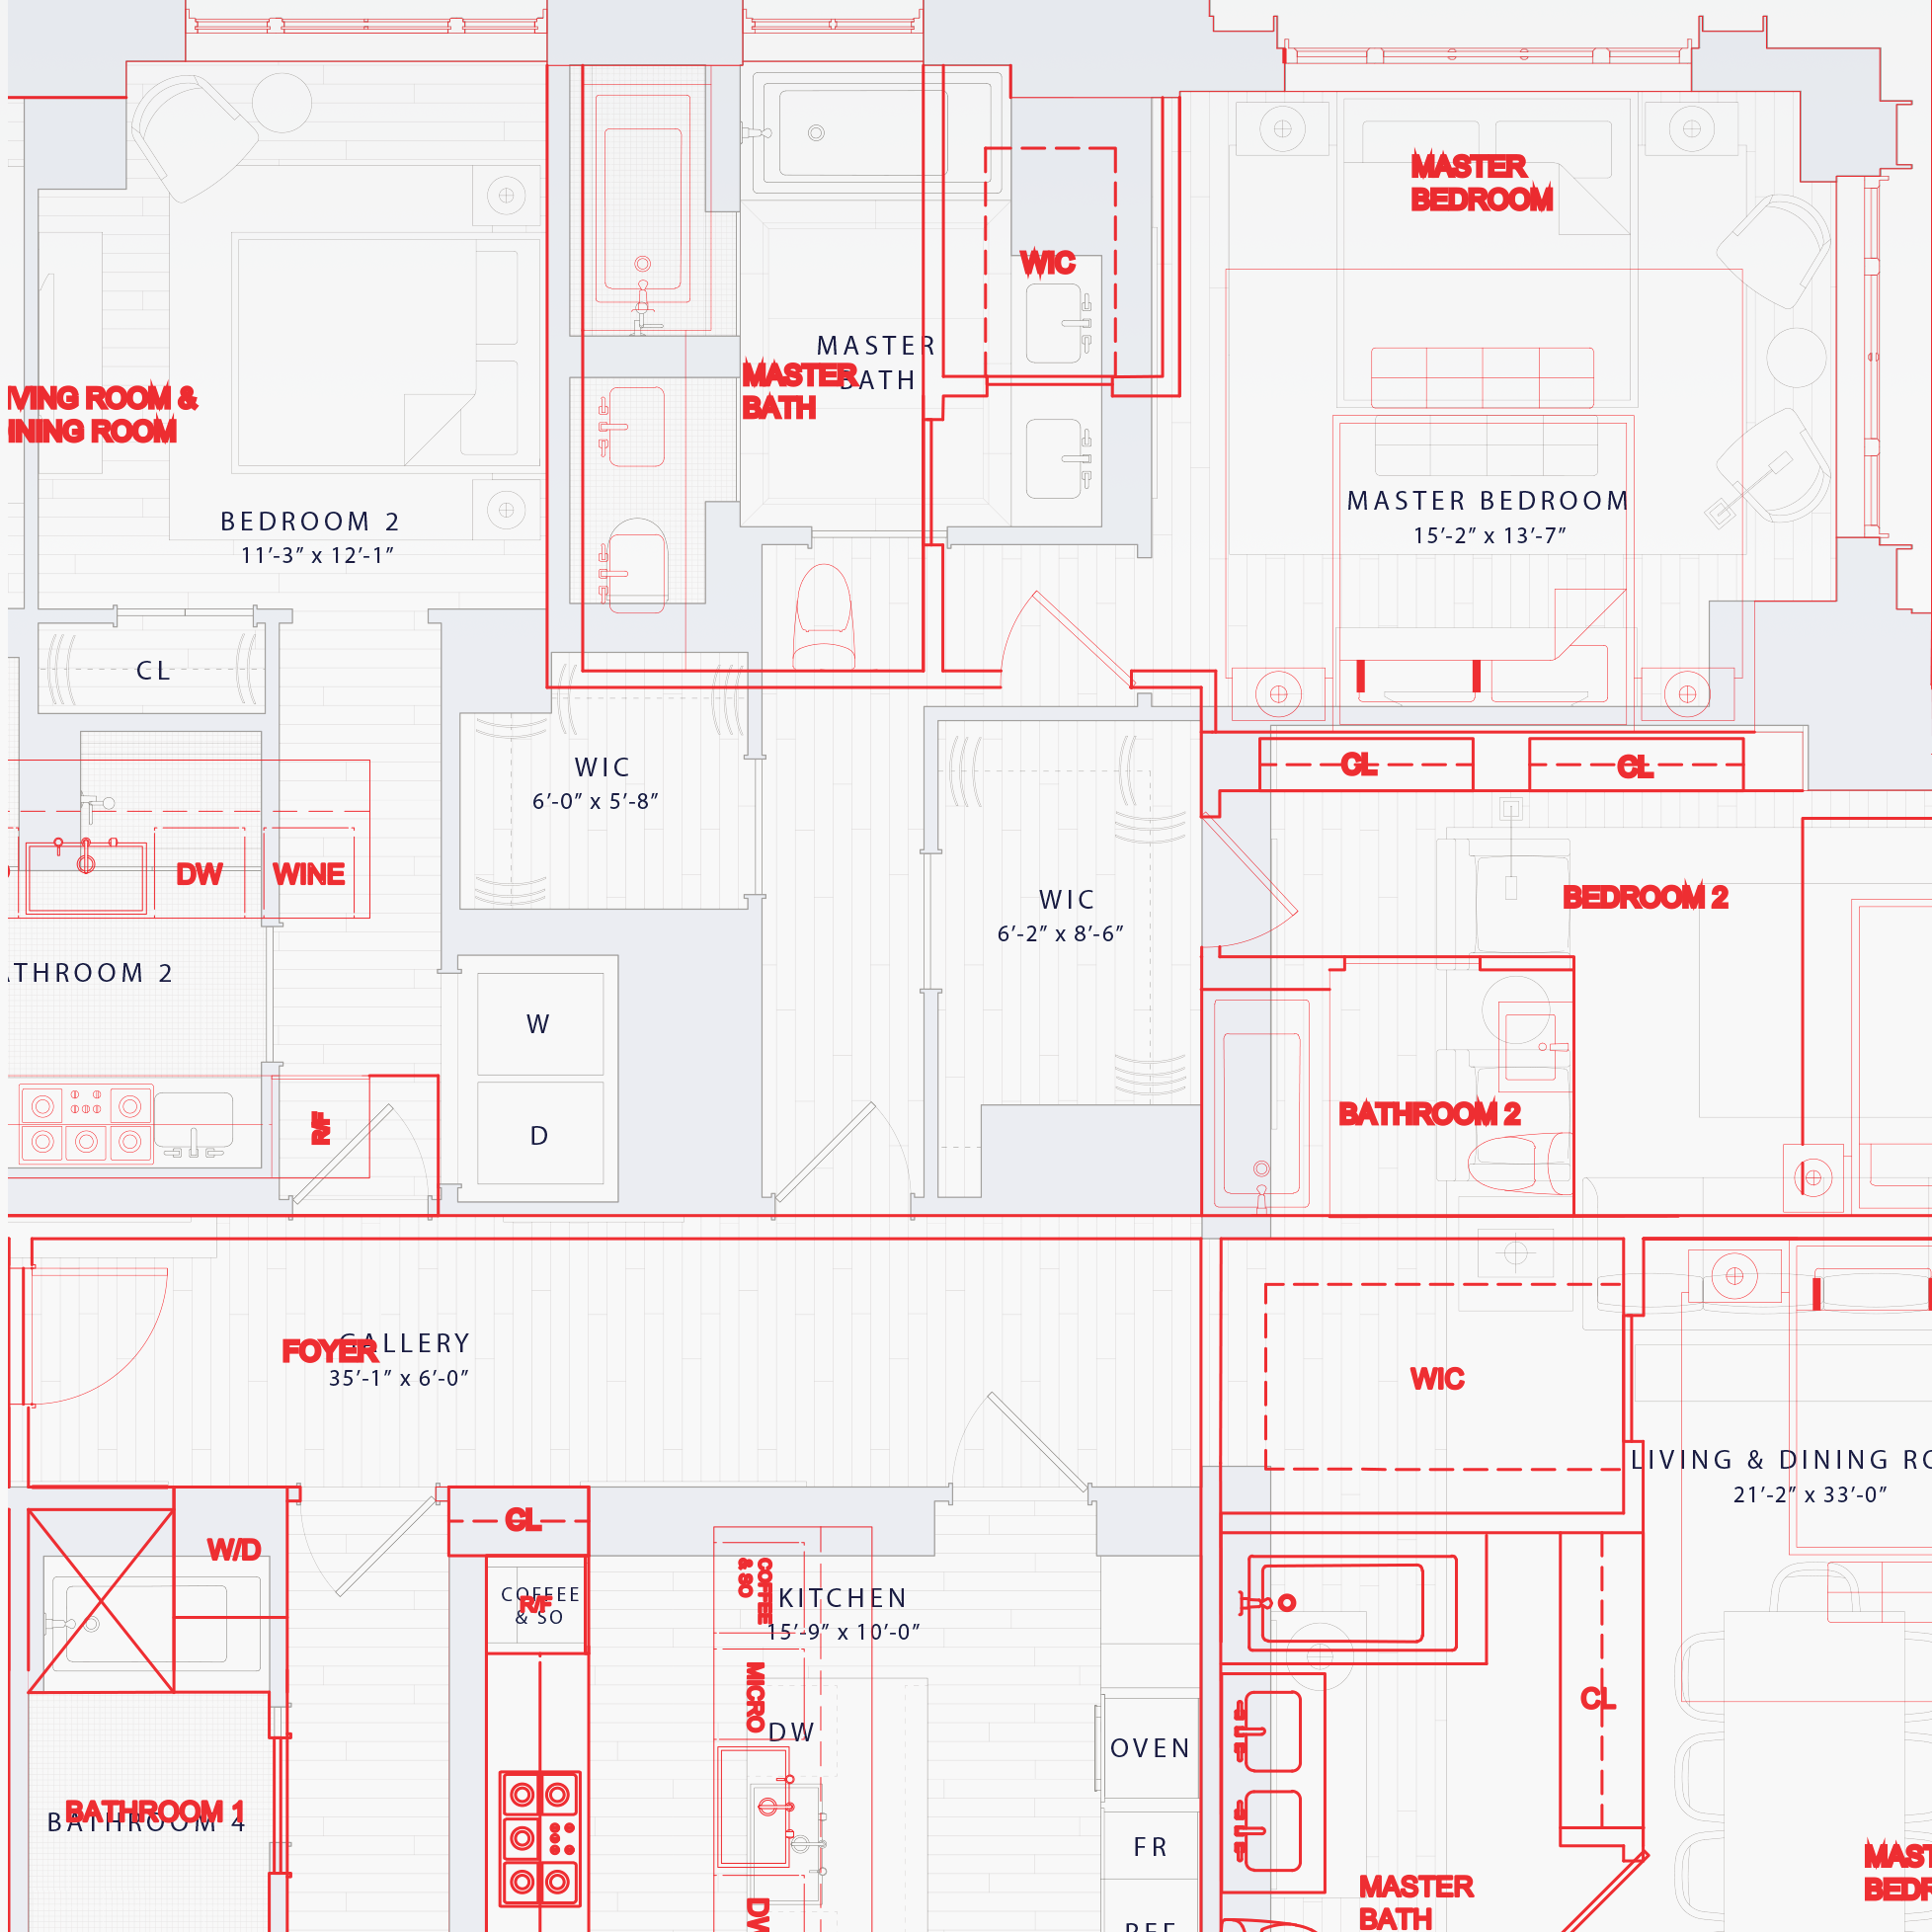 MASTER
BEDROOM
WIC
MASTER
BATH
MASTER
BATH
VING ROOM &
NING ROOM
MASTER BEDROOM
15'-2" x 13'-7"
BEDROOM 2
11'-3" x 12'-1"
CL
WIC
6'-0" x 5'-8"
CL
CL
DW
WINE
WIC
6'-2" x 8'-6"
BEDROOM 2
THROOM 2
W
D
R/F
BATHROOM 2
GALLERY
FOYER
35'-1" x 6'-0"
WIC
LIVING & DINING RO
21'-2" x 33'-0"
CL
W/D
COFFEE
& SO
R/F
COFFEE
& SO
KITCHEN
15'-9" x 10'-0"
MICRO
DW
OVEN
CL
BATHROOM 1
BATHROOM 4
FR
MAST
BEDR
MASTER
BATH
DW
REF